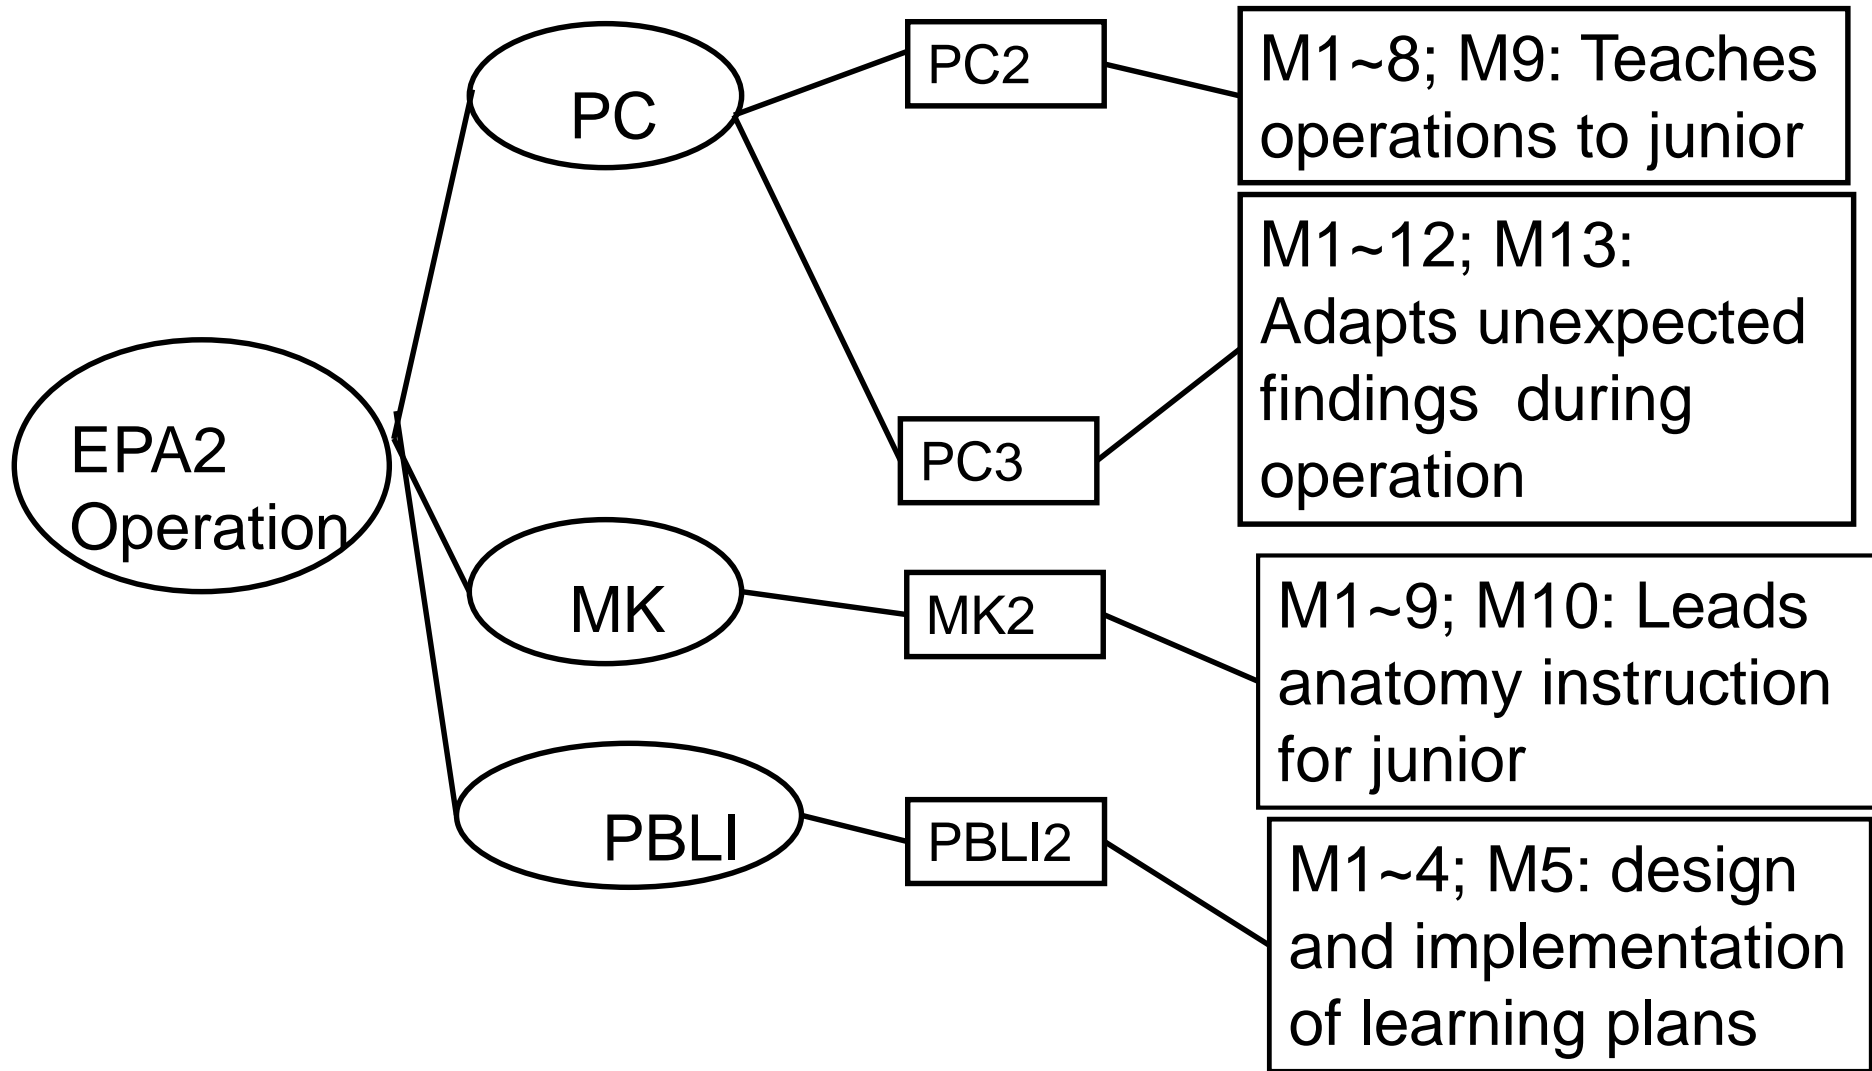 EPA2
Operation
PC
PC2
M1~8; M9: Teaches
operations to junior
PC3
M1~12; M13:
Adapts unexpected
findings  during
operation
MK
MK2
M1~9; M10: Leads
anatomy instruction
for junior
PBLI
PBLI2
M1~4; M5: design
and implementation
of learning plans